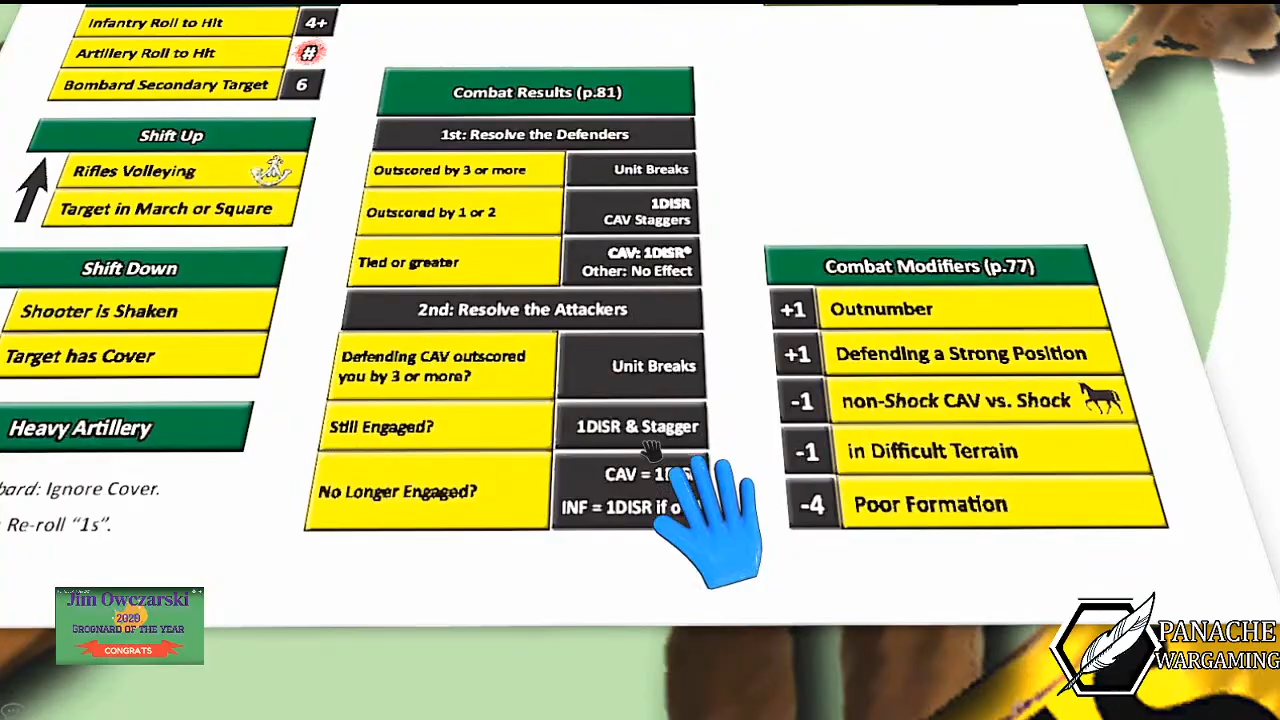 Infantry Roll to Hit 4+
Artillery Roll to Hit #
Bombard Secondary Target 6
Shift Up
Rifles Volleying
Target in March or Square
Shift Down
Shooter is Shaken
Target has Cover
Heavy Artillery
bard: Ignore Cover.
Re-roll "1s".
Combat Results (p.81)
1st: Resolve the Defenders
Outscored by 3 or more
Unit Breaks
Outscored by 1 or 2
1DISR
CAV Staggers
Tied or greater
CAV: 1DISR*
Other: No Effect
2nd: Resolve the Attackers
Defending CAV outscored
you by 3 or more?
Unit Breaks
Still Engaged?
1DISR & Stagger
No Longer Engaged?
CAV =
INF = 1DISR if
Combat Modifiers (p.77)
+1 Outnumber
+1 Defending a Strong Position
-1 non-Shock CAV vs. Shock
-1 in Difficult Terrain
-4 Poor Formation
Jim Owczarski
2020
GROGNARD OF THE YEAR
CONGRATS
PANACHE
WARGAMING